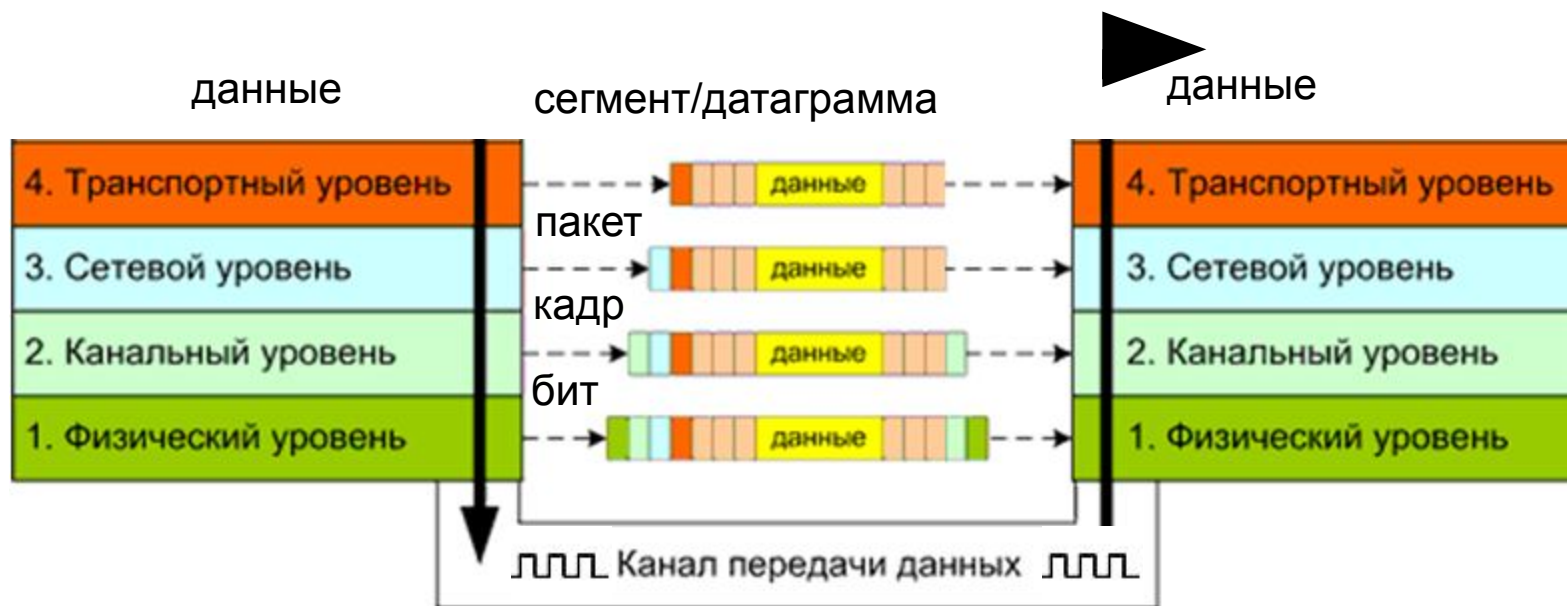 данные
сегмент/датаграмма
данные
4. Транспортный уровень
данные
4. Транспортный уровень
пакет
3. Сетевой уровень
данные
3. Сетевой уровень
кадр
2. Канальный уровень
данные
2. Канальный уровень
бит
1. Физический уровень
данные
1. Физический уровень
Канал передачи данных